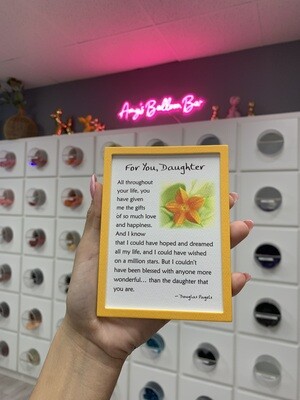 Amy's Balloon Bar
For You, Daughter
All throughout
your life, you
have given
me the gifts
of so much love
and happiness.
And I know
that I could have hoped and dreamed
all my life, and I could have wished
on a million stars. But I couldn't
have been blessed with anyone more
wonderful... than the daughter that
you are.
— Douglas Pagels